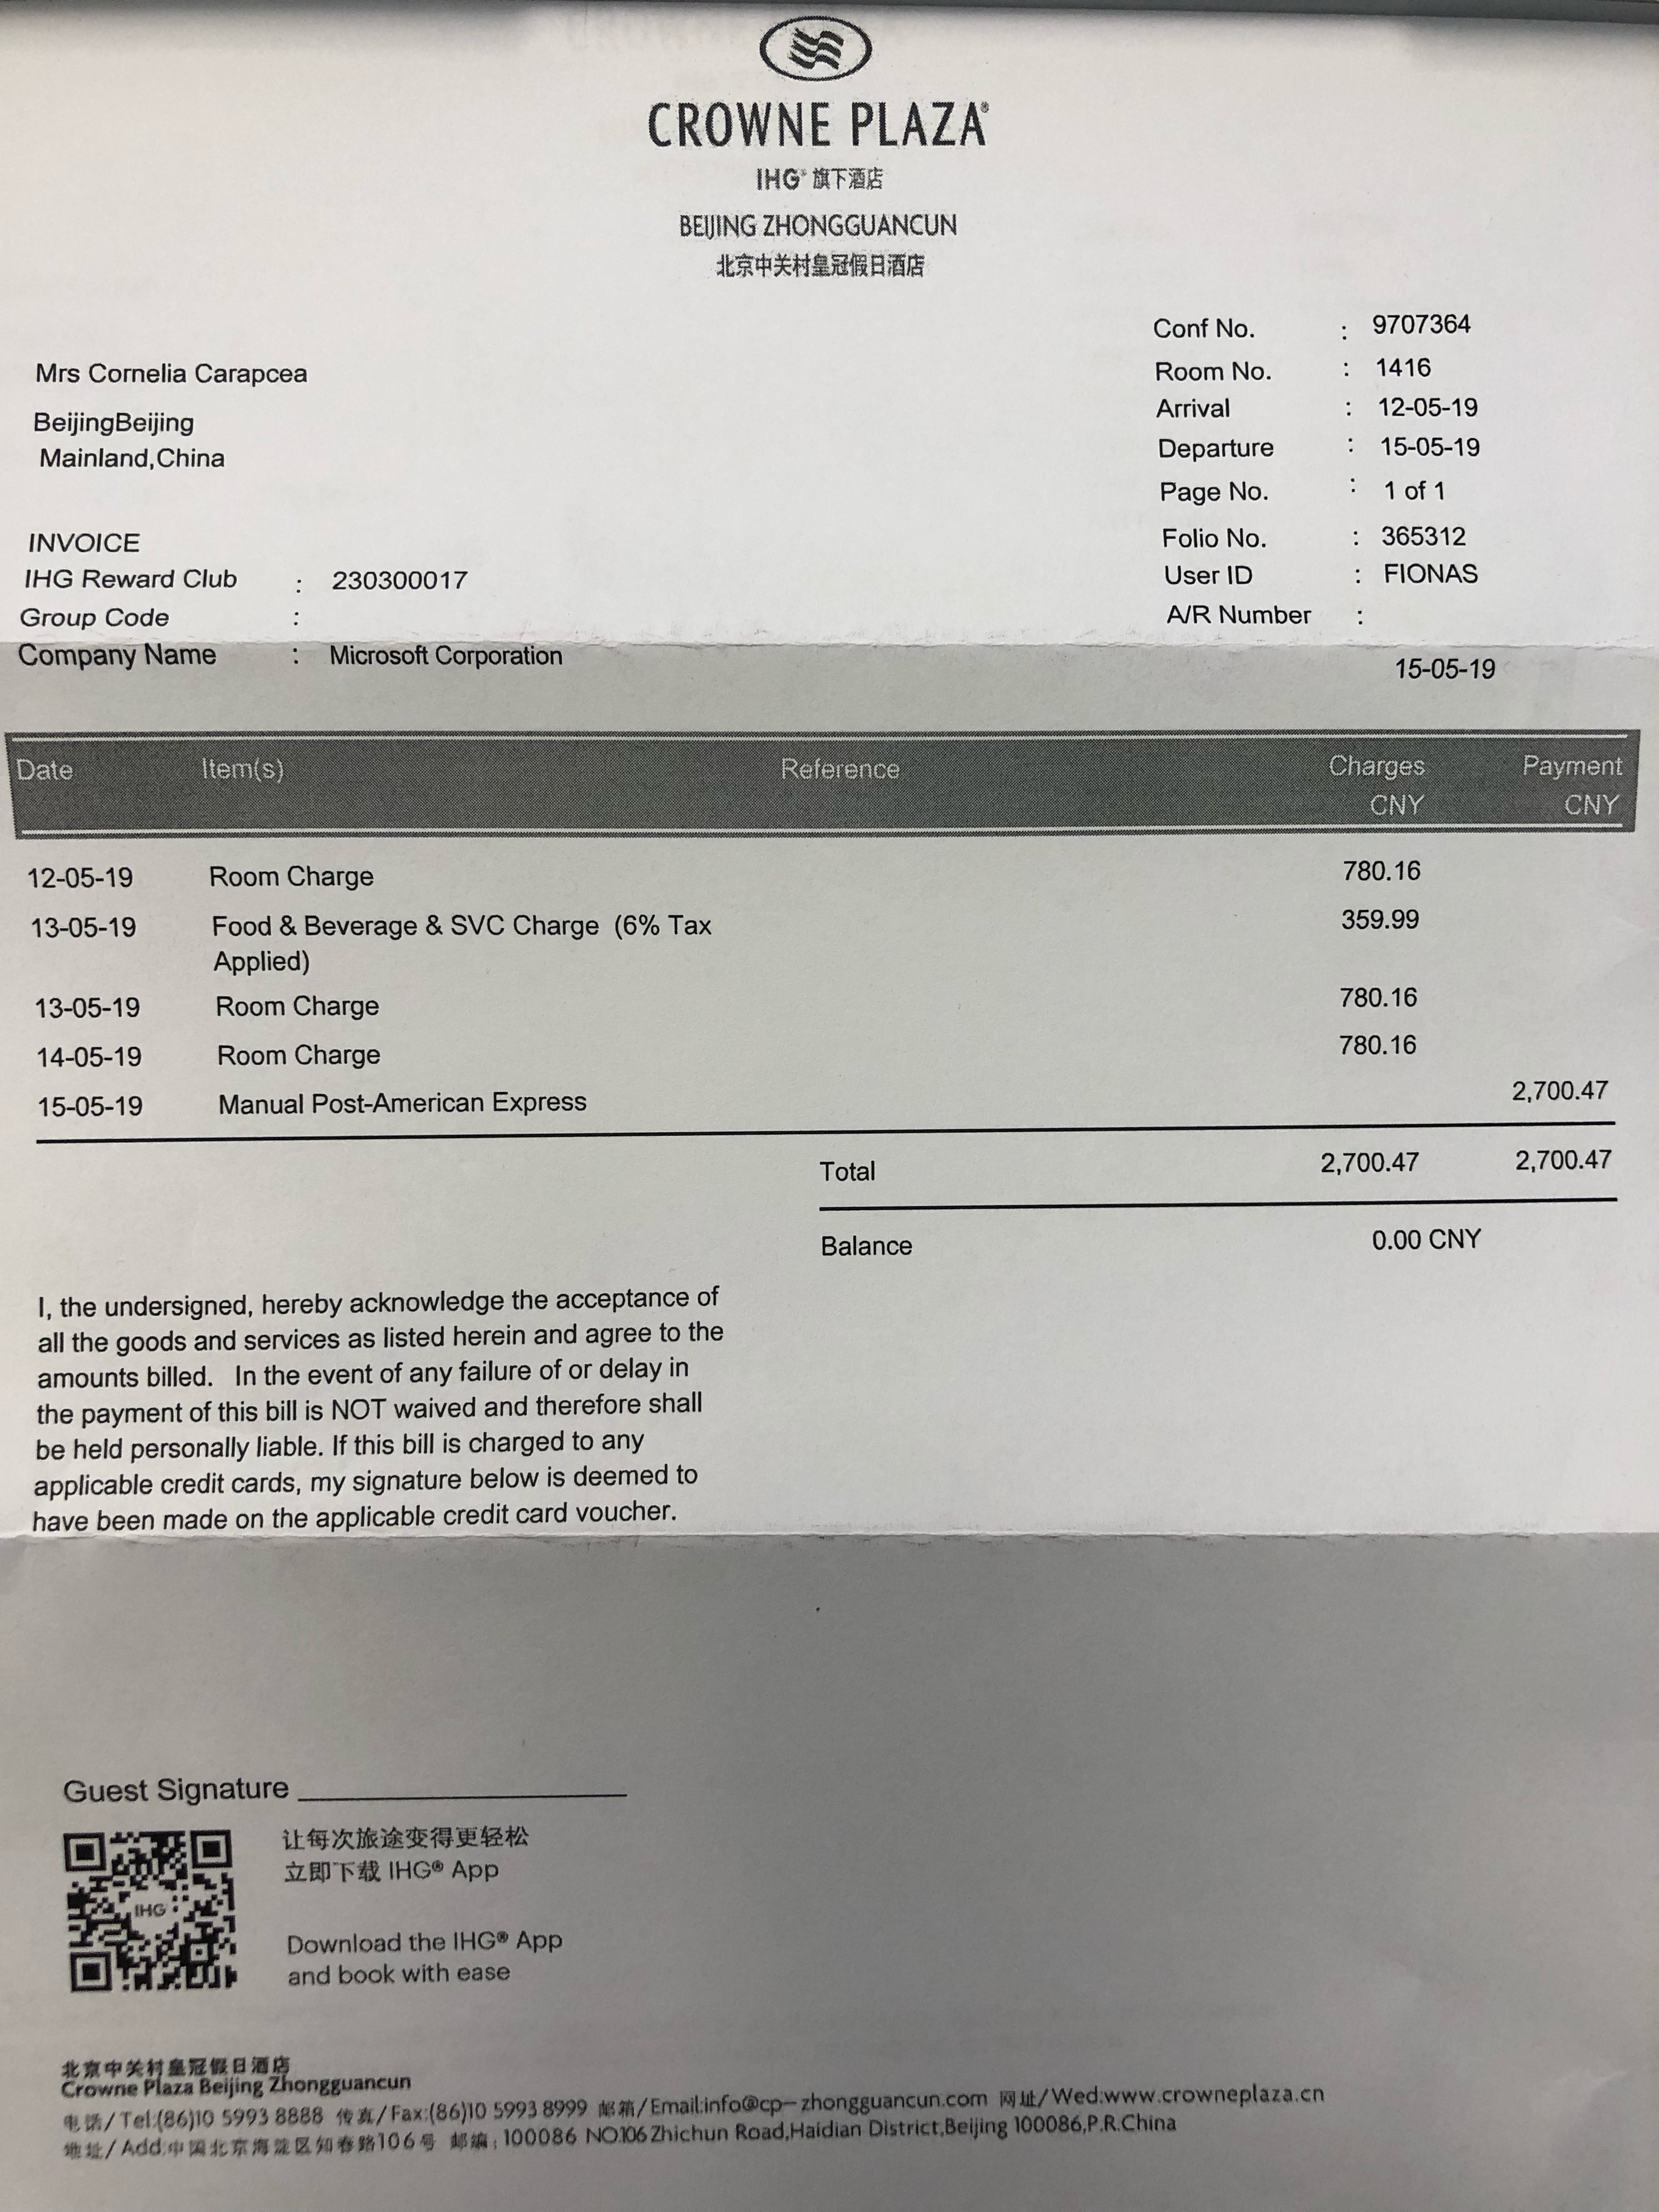 CROWNE PLAZA®
IHG® 旗下酒店
BEIJING ZHONGGUANCUN
北京中关村皇冠假日酒店
Conf No. : 9707364
Mrs Cornelia Carapcea
Room No. : 1416
Arrival : 12-05-19
BeijingBeijing
Departure : 15-05-19
Mainland,China
Page No. : 1 of 1
INVOICE
Folio No. : 365312
IHG Reward Club : 230300017
User ID : FIONAS
Group Code :
A/R Number :
Company Name : Microsoft Corporation
15-05-19
Date Item(s) Reference Charges Payment
CNY CNY
12-05-19 Room Charge 780.16
13-05-19 Food & Beverage & SVC Charge (6% Tax 359.99
Applied)
13-05-19 Room Charge 780.16
14-05-19 Room Charge 780.16
15-05-19 Manual Post-American Express 2,700.47
Total 2,700.47 2,700.47
Balance 0.00 CNY
I, the undersigned, hereby acknowledge the acceptance of
all the goods and services as listed herein and agree to the
amounts billed. In the event of any failure of or delay in
the payment of this bill is NOT waived and therefore shall
be held personally liable. If this bill is charged to any
applicable credit cards, my signature below is deemed to
have been made on the applicable credit card voucher.
Guest Signature
IHG
让每次旅途变得更轻松
立即下载 IHG® App
Download the IHG® App
and book with ease
北京中关村皇冠假日酒店
Crowne Plaza Beijing Zhongguancun
电话/Tel:(86)10 5993 8888 传真/Fax:(86)10 5993 8999 邮箱/Email:info@cp-zhongguancun.com 网址/Wed:www.crowneplaza.cn
地址/Add:中国北京海淀区知春路106号 邮编:100086 NO.106 Zhichun Road,Haidian District,Beijing 100086,P.R.China